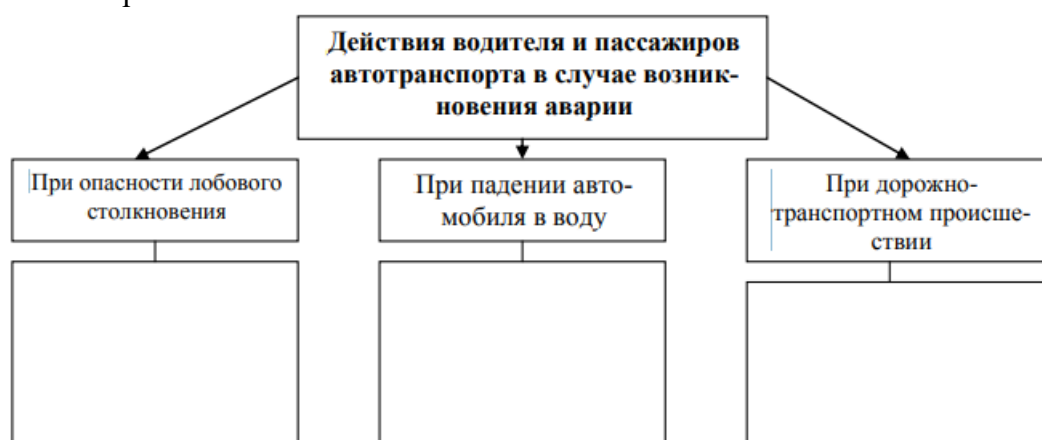 Действия водителя и пассажиров
автотранспорта в случае возник-
новения аварии
При опасности лобового
столкновения
При падении авто-
мобиля в воду
При дорожно-
транспортном происше-
ствии